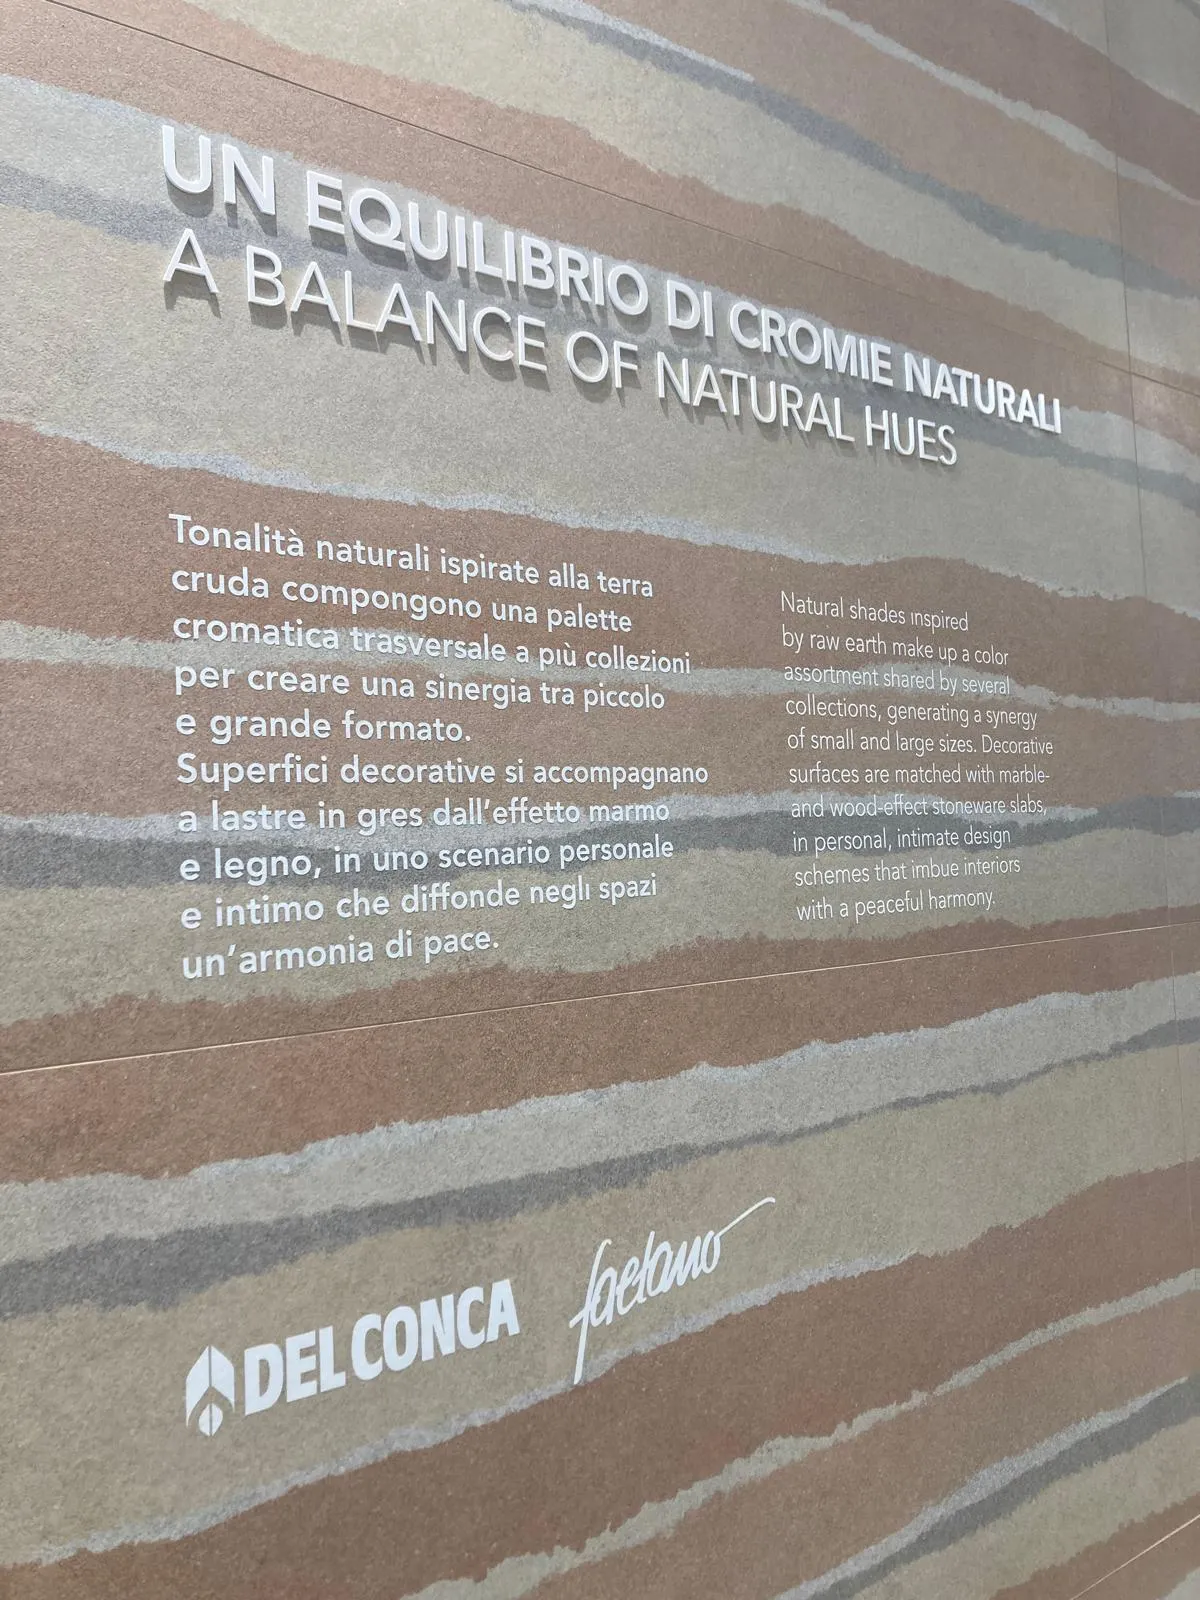 UN EQUILIBRIO DI CROMIE NATURALI
A BALANCE OF NATURAL HUES
Tonalità naturali ispirate alla terra
cruda compongono una palette
cromatica trasversale a più collezioni
per creare una sinergia tra piccolo
e grande formato.
Superfici decorative si accompagnano
a lastre in gres dall'effetto marmo
e legno, in uno scenario personale
e intimo che diffonde negli spazi
un'armonia di pace.
Natural shades inspired
by raw earth make up a color
assortment shared by several
collections, generating a synergy
of small and large sizes. Decorative
surfaces are matched with marble-
and wood-effect stoneware slabs,
in personal, intimate design
schemes that imbue interiors
with a peaceful harmony.
DEL CONCA
faetano